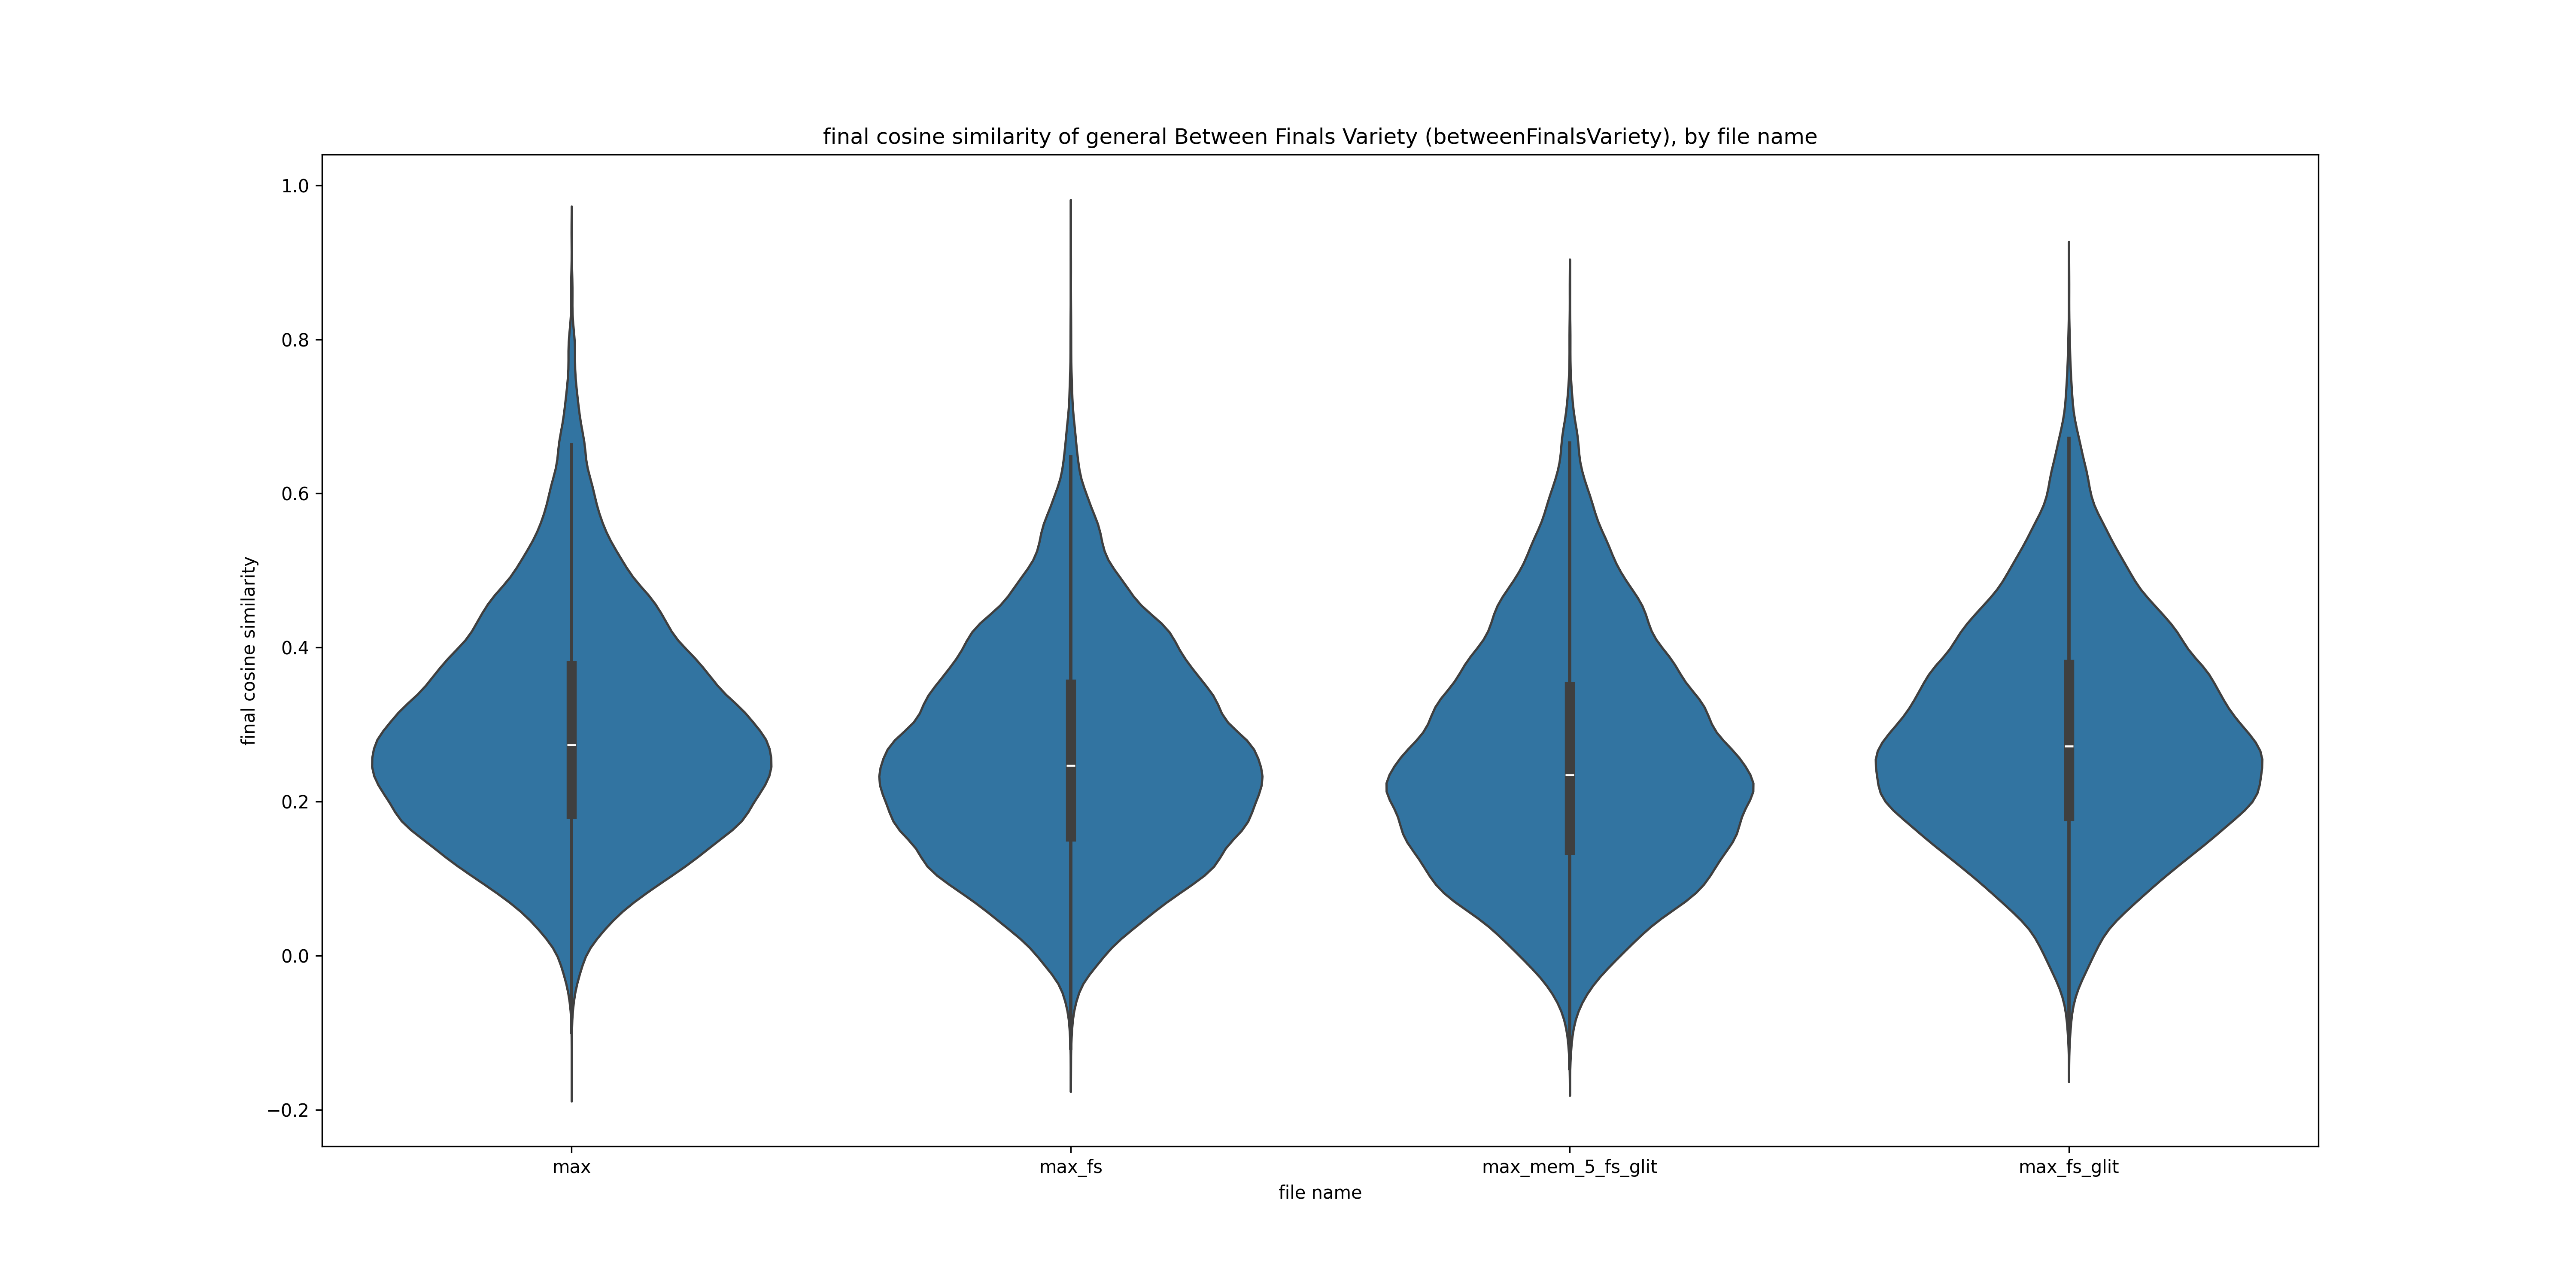 final cosine similarity of general Between Finals Variety (betweenFinalsVariety), by file name
1.0
0.8
0.6
0.4
0.2
0.0
−0.2
final cosine similarity
max
max_fs
max_mem_5_fs_glit
max_fs_glit
file name